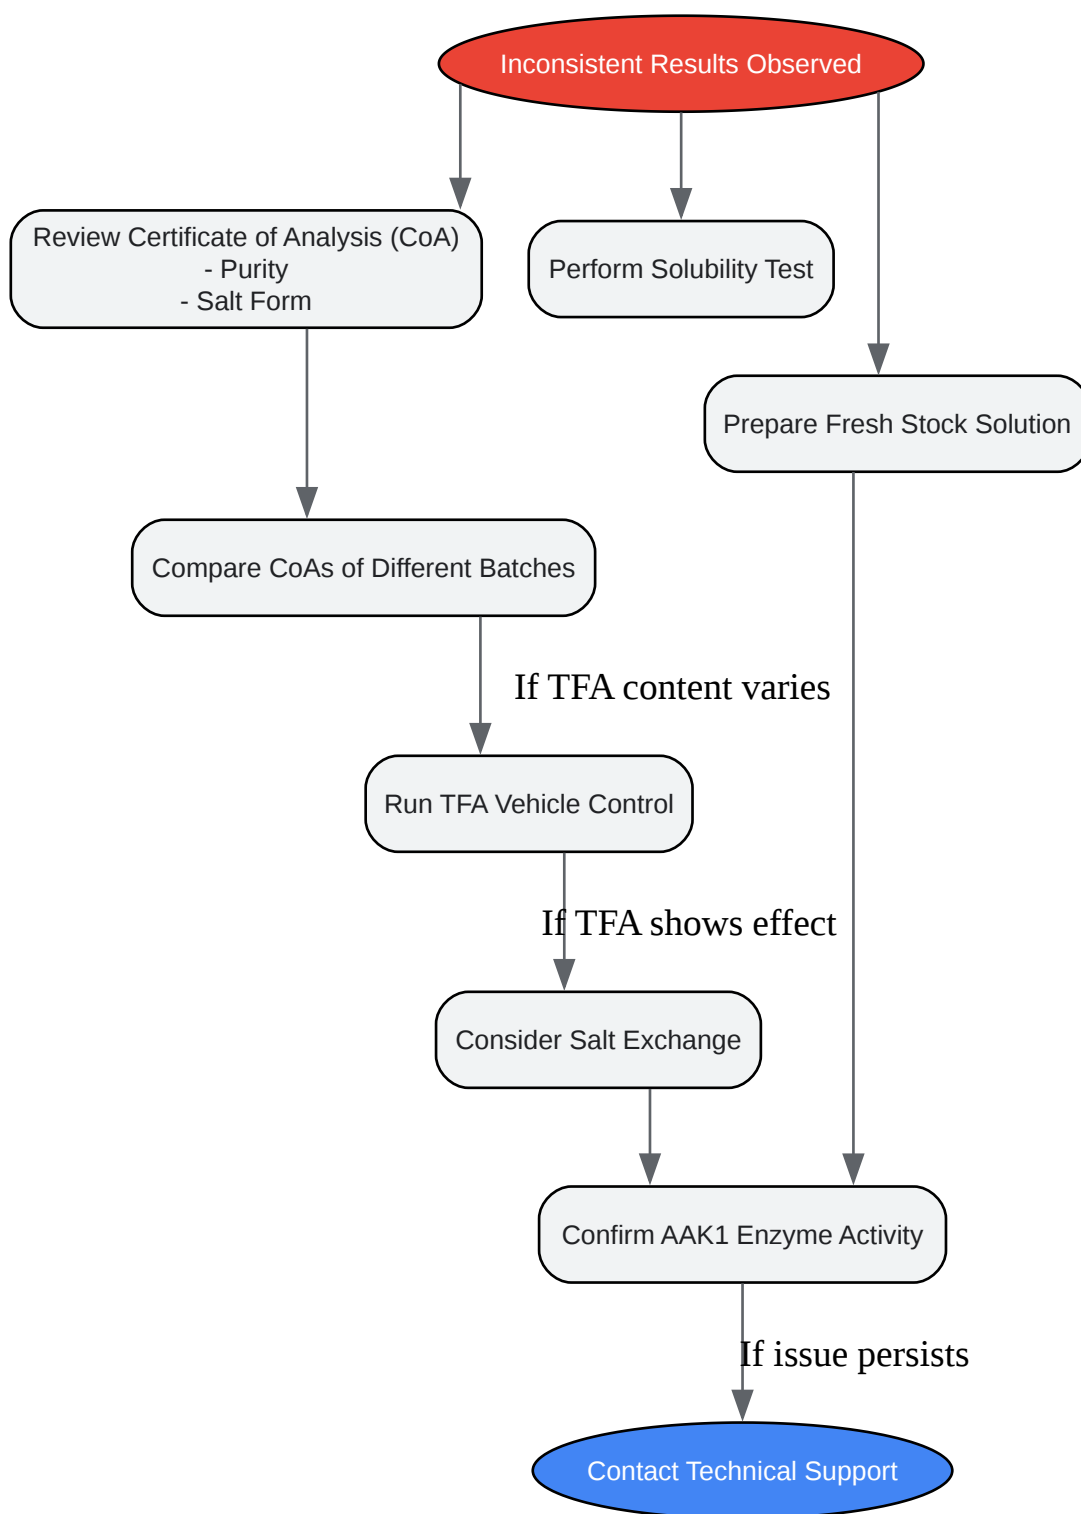 Inconsistent Results Observed
Review Certificate of Analysis (CoA)
- Purity
- Salt Form
Perform Solubility Test
Prepare Fresh Stock Solution
Compare CoAs of Different Batches
If TFA content varies
Run TFA Vehicle Control
If TFA shows effect
Consider Salt Exchange
Confirm AAK1 Enzyme Activity
If issue persists
Contact Technical Support